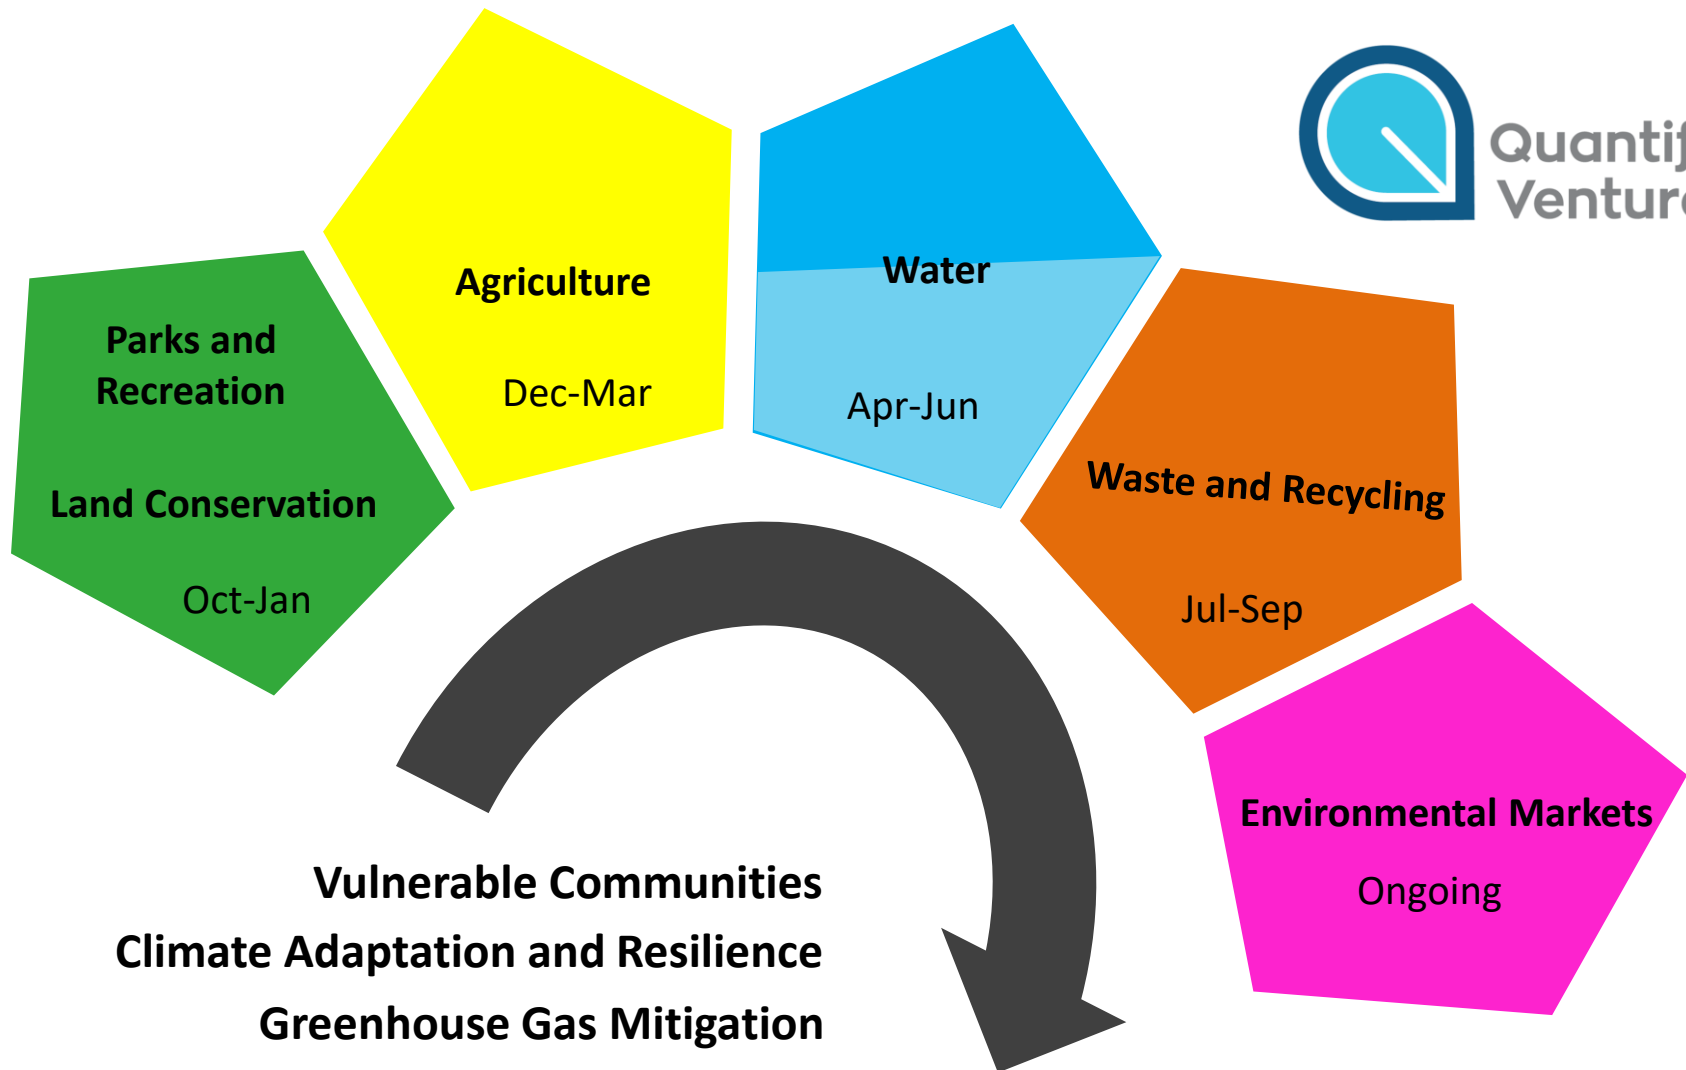 Parks and
Recreation
Land Conservation
Oct-Jan
Agriculture
Dec-Mar
Water
Apr-Jun
Waste and Recycling
Jul-Sep
Environmental Markets
Ongoing
Vulnerable Communities
Climate Adaptation and Resilience
Greenhouse Gas Mitigation